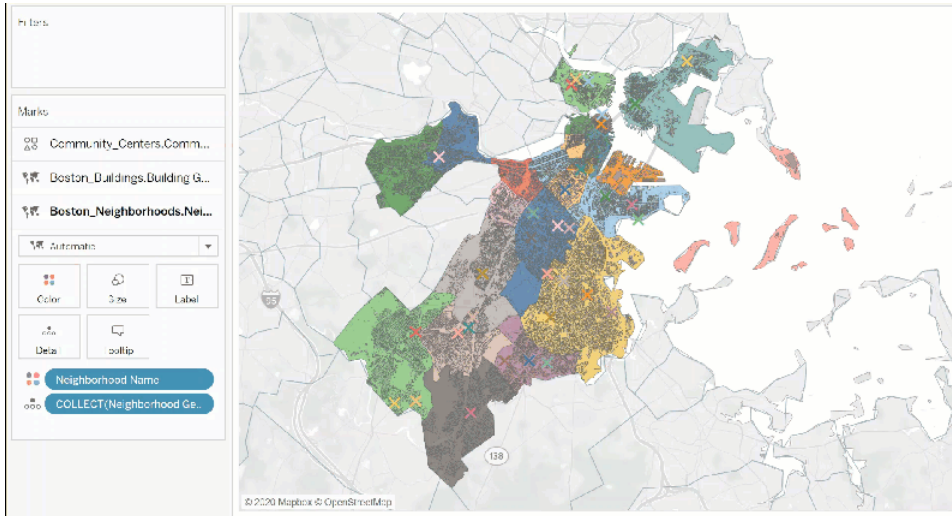 Filters
Marks
Community_Centers.Comm...
Boston_Buildings.Building G...
Boston_Neighborhoods.Nei...
Automatic
Color
Size
Label
Detail
Tooltip
Neighborhood Name
COLLECT(Neighborhood Ge..
95
138
© 2020 Mapbox © OpenStreetMap